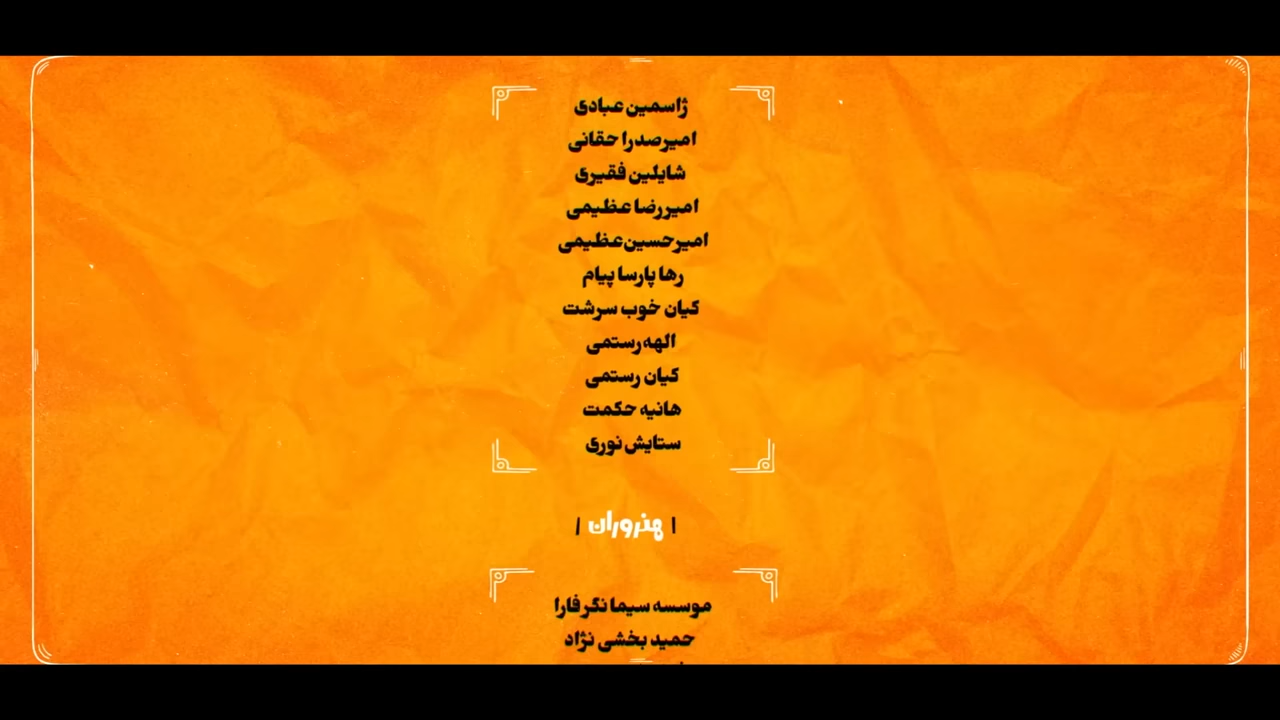 ژاسمین عبادی
امیرصدرا حقانی
شایلین فقیری
امیررضا عظیمی
امیرحسین عظیمی
رها پارسا پیام
کیان خوب سرشت
الهه رستمی
کیان رستمی
هانیه حکمت
ستایش نوری
| هنروران |
موسسه سیما نگر فارا
حمید بخشی نژاد